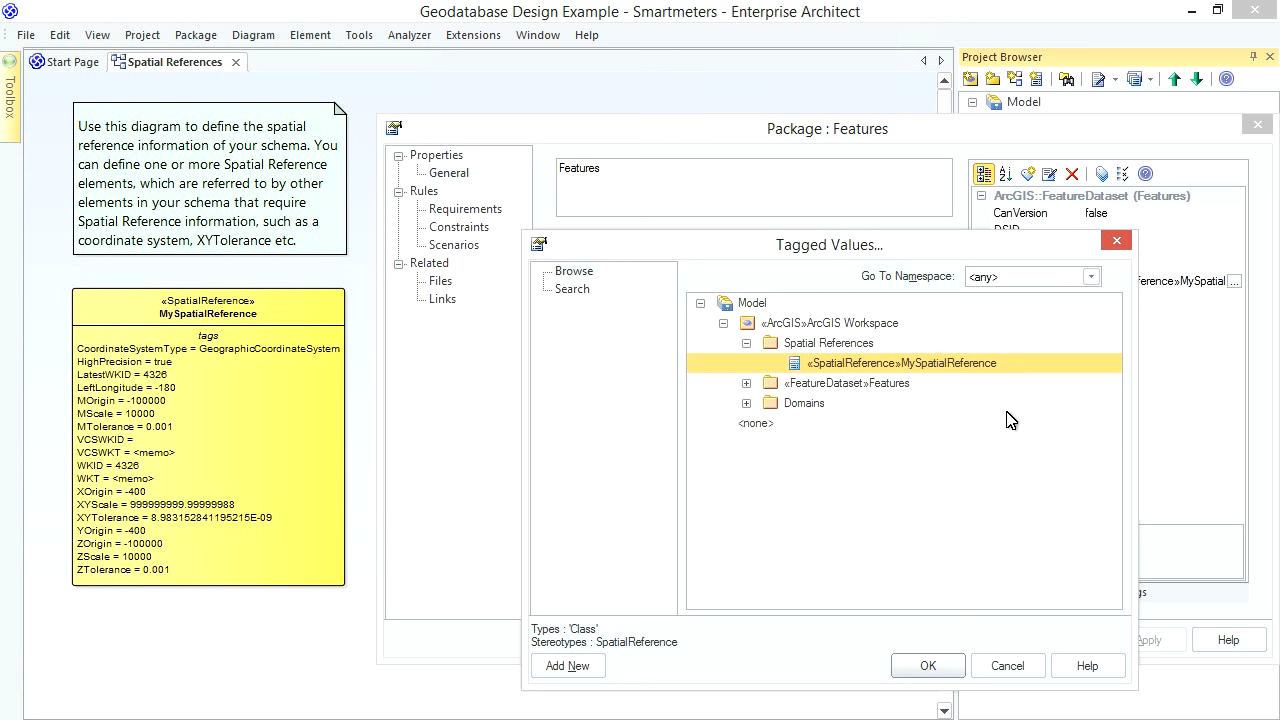 Geodatabase Design Example - Smartmeters - Enterprise Architect
File Edit View Project Package Diagram Element Tools Analyzer Extensions Window Help
Toolbox
Start Page
Spatial References
Project Browser
Model
Use this diagram to define the spatial
reference information of your schema. You
can define one or more Spatial Reference
elements, which are referred to by other
elements in your schema that require
Spatial Reference information, such as a
coordinate system, XYTolerance etc.
«SpatialReference»
MySpatialReference
tags
CoordinateSystemType = GeographicCoordinateSystem
HighPrecision = true
LatestWKID = 4326
LeftLongitude = -180
MOrigin = -100000
MScale = 10000
MTolerance = 0.001
VCSWKID =
VCSWKT = <memo>
WKID = 4326
WKT = <memo>
XOrigin = -400
XYScale = 999999999.99999988
XYTolerance = 8.983152841195215E-09
YOrigin = -400
ZOrigin = -100000
ZScale = 10000
ZTolerance = 0.001
Package : Features
Properties
General
Rules
Requirements
Constraints
Scenarios
Related
Files
Links
Features
ArcGIS::FeatureDataset (Features)
CanVersion false
DSID
erence»MySpatial ...
gs
Apply
Help
Tagged Values...
Browse
Search
Go To Namespace: <any>
Model
«ArcGIS»ArcGIS Workspace
Spatial References
«SpatialReference»MySpatialReference
«FeatureDataset»Features
Domains
<none>
Types : 'Class'
Stereotypes : SpatialReference
Add New
OK
Cancel
Help